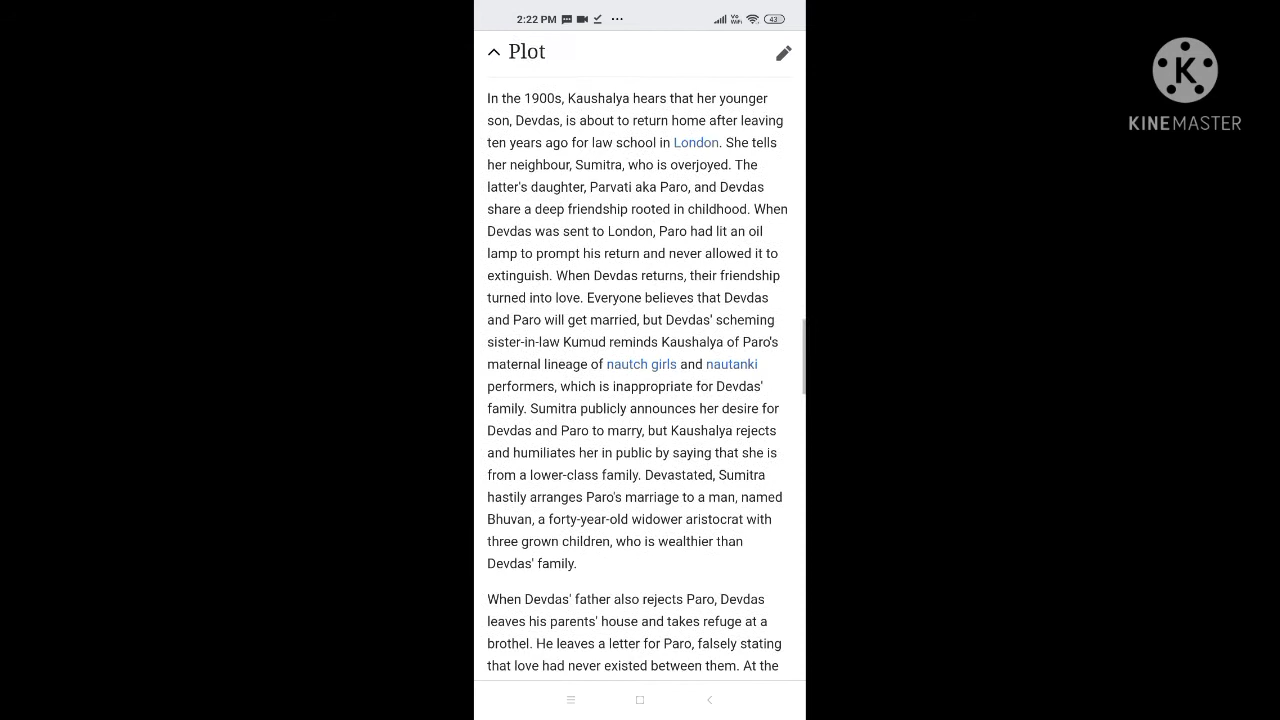 2:22 PM
Vo
WiFi
43
Plot
In the 1900s, Kaushalya hears that her younger
son, Devdas, is about to return home after leaving
ten years ago for law school in London. She tells
her neighbour, Sumitra, who is overjoyed. The
latter's daughter, Parvati aka Paro, and Devdas
share a deep friendship rooted in childhood. When
Devdas was sent to London, Paro had lit an oil
lamp to prompt his return and never allowed it to
extinguish. When Devdas returns, their friendship
turned into love. Everyone believes that Devdas
and Paro will get married, but Devdas' scheming
sister-in-law Kumud reminds Kaushalya of Paro's
maternal lineage of nautch girls and nautanki
performers, which is inappropriate for Devdas'
family. Sumitra publicly announces her desire for
Devdas and Paro to marry, but Kaushalya rejects
and humiliates her in public by saying that she is
from a lower-class family. Devastated, Sumitra
hastily arranges Paro's marriage to a man, named
Bhuvan, a forty-year-old widower aristocrat with
three grown children, who is wealthier than
Devdas' family.
When Devdas' father also rejects Paro, Devdas
leaves his parents' house and takes refuge at a
brothel. He leaves a letter for Paro, falsely stating
that love had never existed between them. At the
K
KINEMASTER